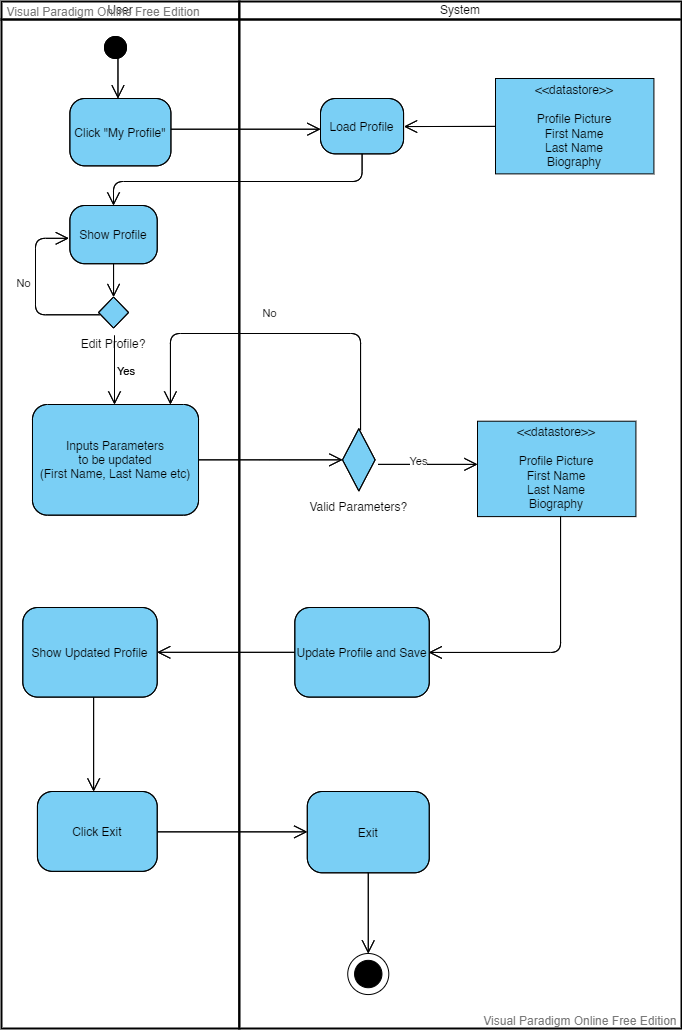 Visual Paradigm Online Free Edition
User
System
Click "My Profile"
Load Profile
<<datastore>>
Profile Picture
First Name
Last Name
Biography
Show Profile
No
Edit Profile?
Yes
No
Inputs Parameters
to be updated
(First Name, Last Name etc)
Valid Parameters?
Yes
<<datastore>>
Profile Picture
First Name
Last Name
Biography
Show Updated Profile
Update Profile and Save
Click Exit
Exit
Visual Paradigm Online Free Edition